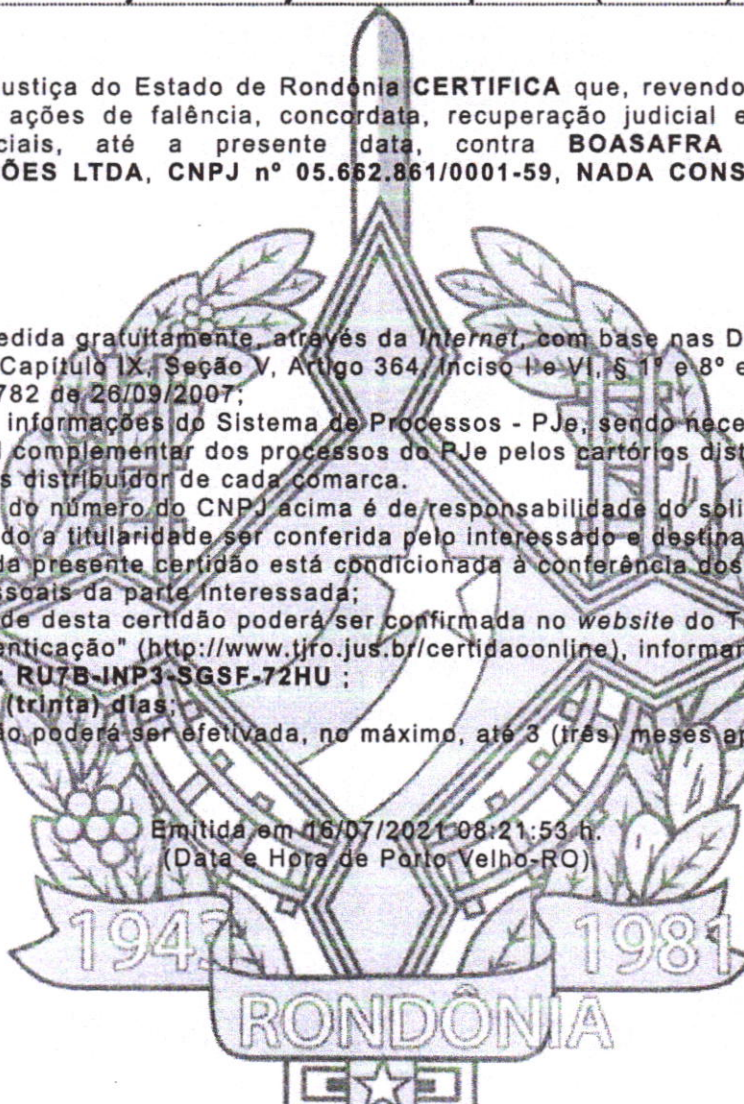 ustiça do Estado de Rondônia CERTIFICA que, revendo
ações de falência, concordata, recuperação judicial e
ciais, até a presente data, contra BOASAFRA
ÕES LTDA, CNPJ nº 05.662.861/0001-59, NADA CONS
edida gratuitamente, através da Internet, com base nas D
Capítulo IX, Seção V, Artigo 364, Inciso I e VI, § 1º e 8º e
782 de 26/09/2007;
informações do Sistema de Processos - PJe, sendo nece
l complementar dos processos do PJe pelos cartórios dist
s distribuidor de cada comarca.
do número do CNPJ acima é de responsabilidade do soli
do a titularidade ser conferida pelo interessado e destina
da presente certidão está condicionada à conferência dos
ssoais da parte interessada;
de desta certidão poderá ser confirmada no website do T
enticação" (http://www.tjro.jus.br/certidaoonline), informar
: RU7B-INP3-SGSF-72HU ;
(trinta) dias;
ão poderá ser efetivada, no máximo, até 3 (três) meses ap
Emitida em 16/07/2021 08:21:53 h.
(Data e Hora de Porto Velho-RO)
1943 1981
RONDÔNIA